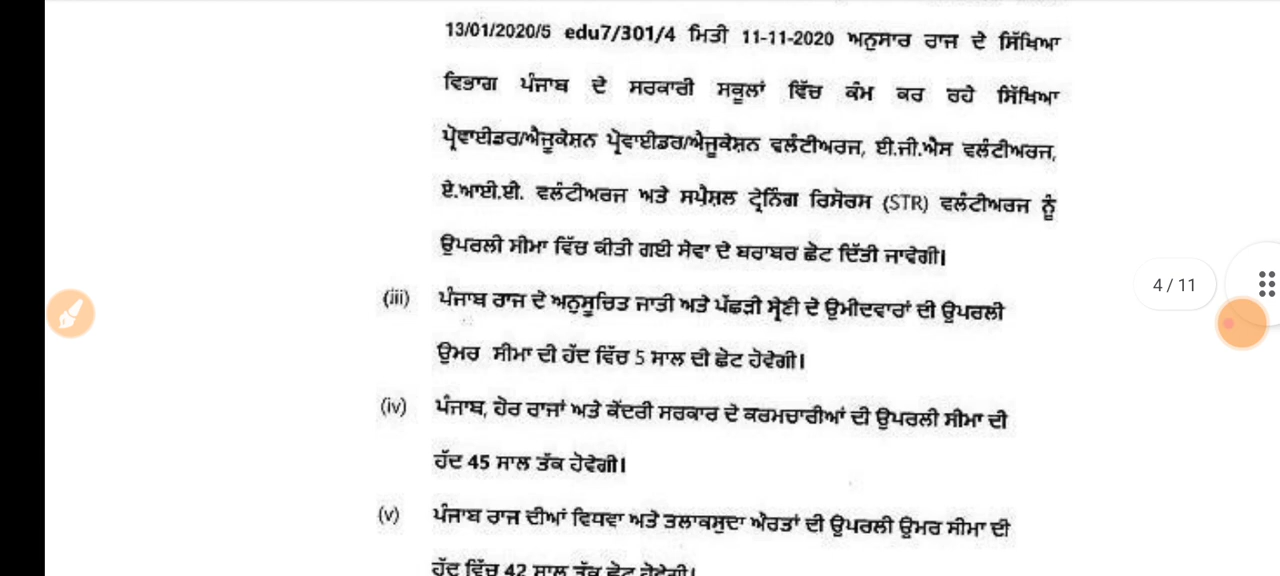 13/01/2020/5 edu7/301/4 ਮਿਤੀ 11-11-2020 ਅਨੁਸਾਰ ਰਾਜ ਦੇ ਸਿੱਖਿਆ
ਵਿਭਾਗ ਪੰਜਾਬ ਦੇ ਸਰਕਾਰੀ ਸਕੂਲਾਂ ਵਿੱਚ ਕੰਮ ਕਰ ਰਹੇ ਸਿੱਖਿਆ
ਪ੍ਰੋਵਾਈਡਰ/ਐਜੂਕੇਸ਼ਨ ਪ੍ਰੋਵਾਈਡਰ/ਐਜੂਕੇਸ਼ਨ ਵਲੰਟੀਅਰਜ, ਈ.ਜੀ.ਐਸ ਵਲੰਟੀਅਰਜ,
ਏ.ਆਈ.ਈ. ਵਲੰਟੀਅਰਜ ਅਤੇ ਸਪੈਸ਼ਲ ਟ੍ਰੇਨਿੰਗ ਰਿਸੋਰਸ (STR) ਵਲੰਟੀਅਰਜ ਨੂੰ
ਉਪਰਲੀ ਸੀਮਾ ਵਿੱਚ ਕੀਤੀ ਗਈ ਸੇਵਾ ਦੇ ਬਰਾਬਰ ਛੋਟ ਦਿੱਤੀ ਜਾਵੇਗੀ।
(iii) ਪੰਜਾਬ ਰਾਜ ਦੇ ਅਨੁਸੂਚਿਤ ਜਾਤੀ ਅਤੇ ਪੱਛੜੀ ਸ਼੍ਰੇਣੀ ਦੇ ਉਮੀਦਵਾਰਾਂ ਦੀ ਉਪਰਲੀ
ਉਮਰ ਸੀਮਾ ਦੀ ਹੱਦ ਵਿੱਚ 5 ਸਾਲ ਦੀ ਛੋਟ ਹੋਵੇਗੀ।
(iv) ਪੰਜਾਬ, ਹੋਰ ਰਾਜਾਂ ਅਤੇ ਕੇਂਦਰੀ ਸਰਕਾਰ ਦੇ ਕਰਮਚਾਰੀਆਂ ਦੀ ਉਪਰਲੀ ਸੀਮਾ ਦੀ
ਹੱਦ 45 ਸਾਲ ਤੱਕ ਹੋਵੇਗੀ।
(v) ਪੰਜਾਬ ਰਾਜ ਦੀਆਂ ਵਿਧਵਾ ਅਤੇ ਤਲਾਕਸੁਦਾ ਔਰਤਾਂ ਦੀ ਉਪਰਲੀ ਉਮਰ ਸੀਮਾ ਦੀ
ਹੱਦ ਵਿੱਚ 42 ਸਾਲ ਤੱਕ ਛੋਟ ਹੋਵੇਗੀ।
4 / 11